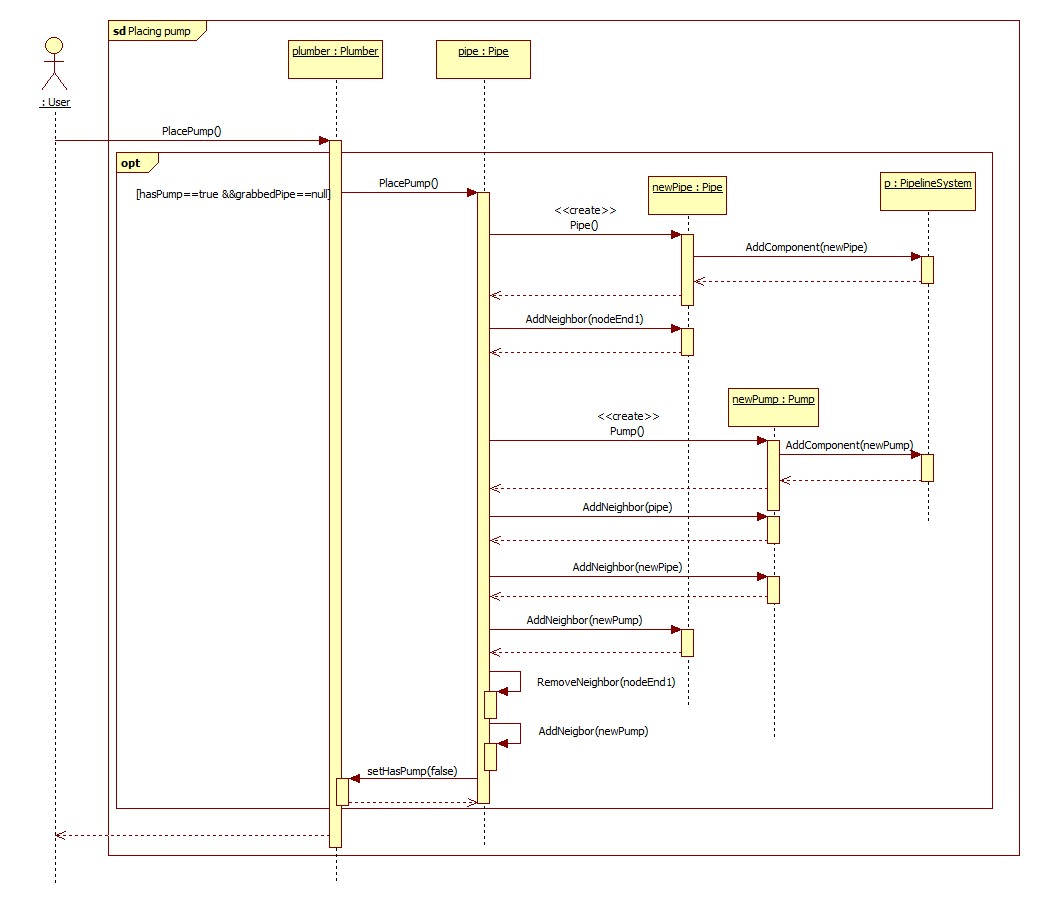 sd Placing pump
plumber : Plumber
pipe : Pipe
: User
PlacePump()
opt
[hasPump==true &&grabbedPipe==null]
PlacePump()
newPipe : Pipe
p : PipelineSystem
<<create>>
Pipe()
AddComponent(newPipe)
AddNeighbor(nodeEnd1)
newPump : Pump
<<create>>
Pump()
AddComponent(newPump)
AddNeighbor(pipe)
AddNeighbor(newPipe)
AddNeighbor(newPump)
RemoveNeighbor(nodeEnd1)
AddNeigbor(newPump)
setHasPump(false)